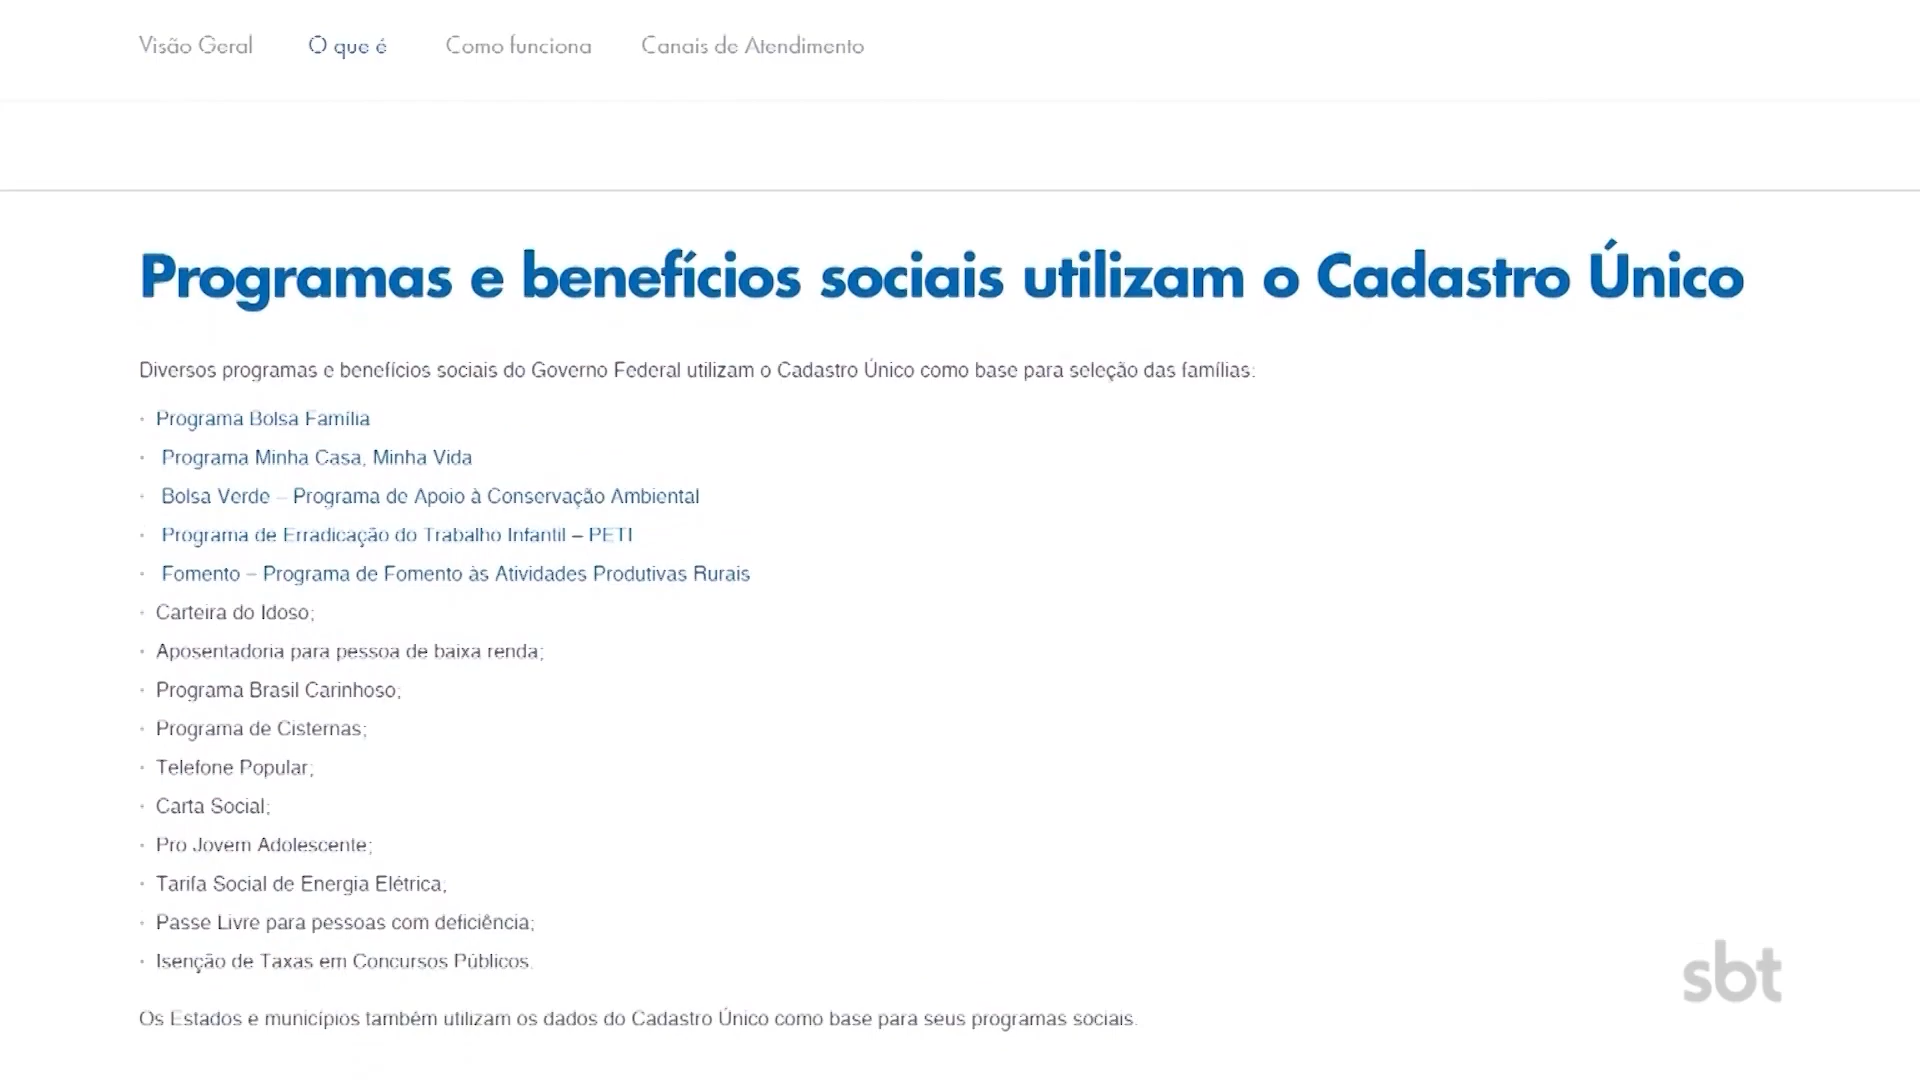 Visão Geral O que é Como funciona Canais de Atendimento
Programas e benefícios sociais utilizam o Cadastro Único
Diversos programas e benefícios sociais do Governo Federal utilizam o Cadastro Único como base para seleção das famílias:
· Programa Bolsa Família
· Programa Minha Casa, Minha Vida
· Bolsa Verde – Programa de Apoio à Conservação Ambiental
· Programa de Erradicação do Trabalho Infantil – PETI
· Fomento – Programa de Fomento às Atividades Produtivas Rurais
· Carteira do Idoso;
· Aposentadoria para pessoa de baixa renda;
· Programa Brasil Carinhoso;
· Programa de Cisternas;
· Telefone Popular;
· Carta Social;
· Pro Jovem Adolescente;
· Tarifa Social de Energia Elétrica;
· Passe Livre para pessoas com deficiência;
· Isenção de Taxas em Concursos Públicos.
sbt
Os Estados e municípios também utilizam os dados do Cadastro Único como base para seus programas sociais.